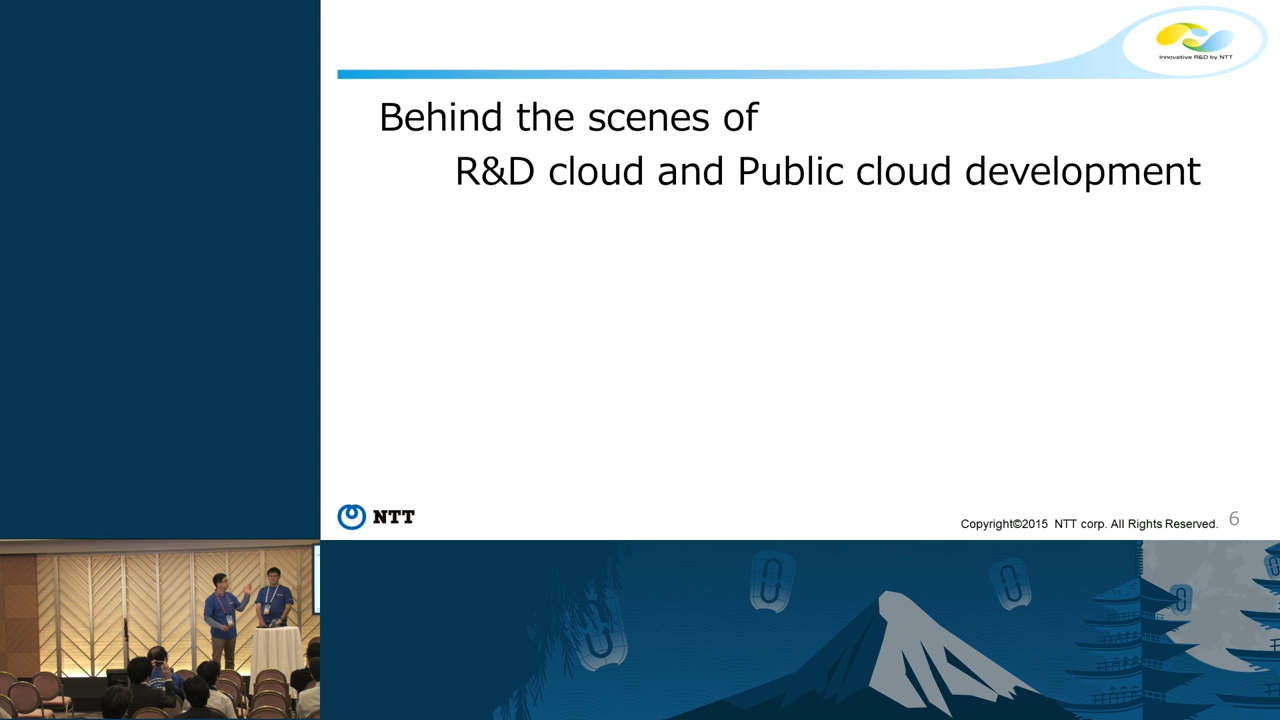 Innovative R&D by NTT
Behind the scenes of
R&D cloud and Public cloud development
NTT
Copyright©2015 NTT corp. All Rights Reserved.
6